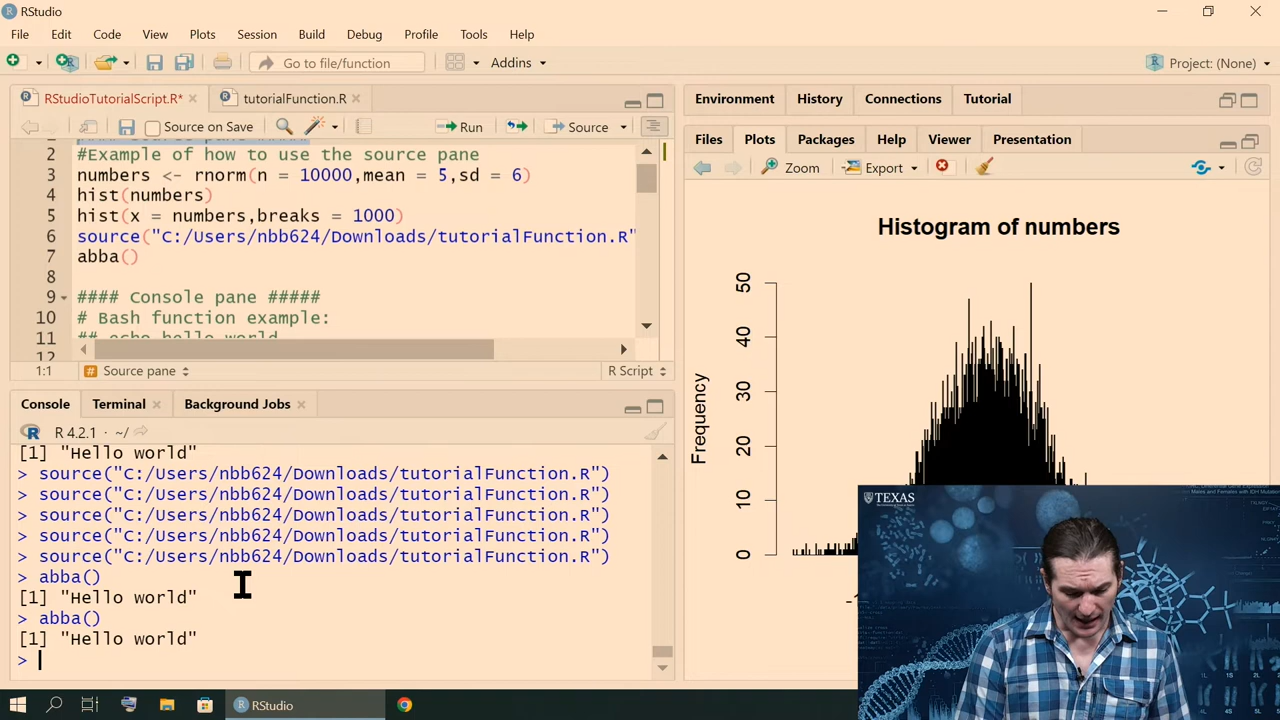 RStudio
File Edit Code View Plots Session Build Debug Profile Tools Help
Go to file/function Addins Project: (None)
RStudioTutorialScript.R* tutorialFunction.R
Source on Save Run Source
2 #Example of how to use the source pane
3 numbers <- rnorm(n = 10000,mean = 5,sd = 6)
4 hist(numbers)
5 hist(x = numbers,breaks = 1000)
6 source("C:/Users/nbb624/Downloads/tutorialFunction.R"
7 abba()
8
9 #### Console pane #####
10 # Bash function example:
11 ## echo hello world
12
1:1 Source pane R Script
Console Terminal Background Jobs
R 4.2.1 · ~/
[1] "Hello world"
> source("C:/Users/nbb624/Downloads/tutorialFunction.R")
> source("C:/Users/nbb624/Downloads/tutorialFunction.R")
> source("C:/Users/nbb624/Downloads/tutorialFunction.R")
> source("C:/Users/nbb624/Downloads/tutorialFunction.R")
> source("C:/Users/nbb624/Downloads/tutorialFunction.R")
> abba()
[1] "Hello world"
> abba()
[1] "Hello world"
>
Environment History Connections Tutorial
Files Plots Packages Help Viewer Presentation
Zoom Export
Histogram of numbers
Frequency
50
40
30
20
10
0
-1
TEXAS
RStudio